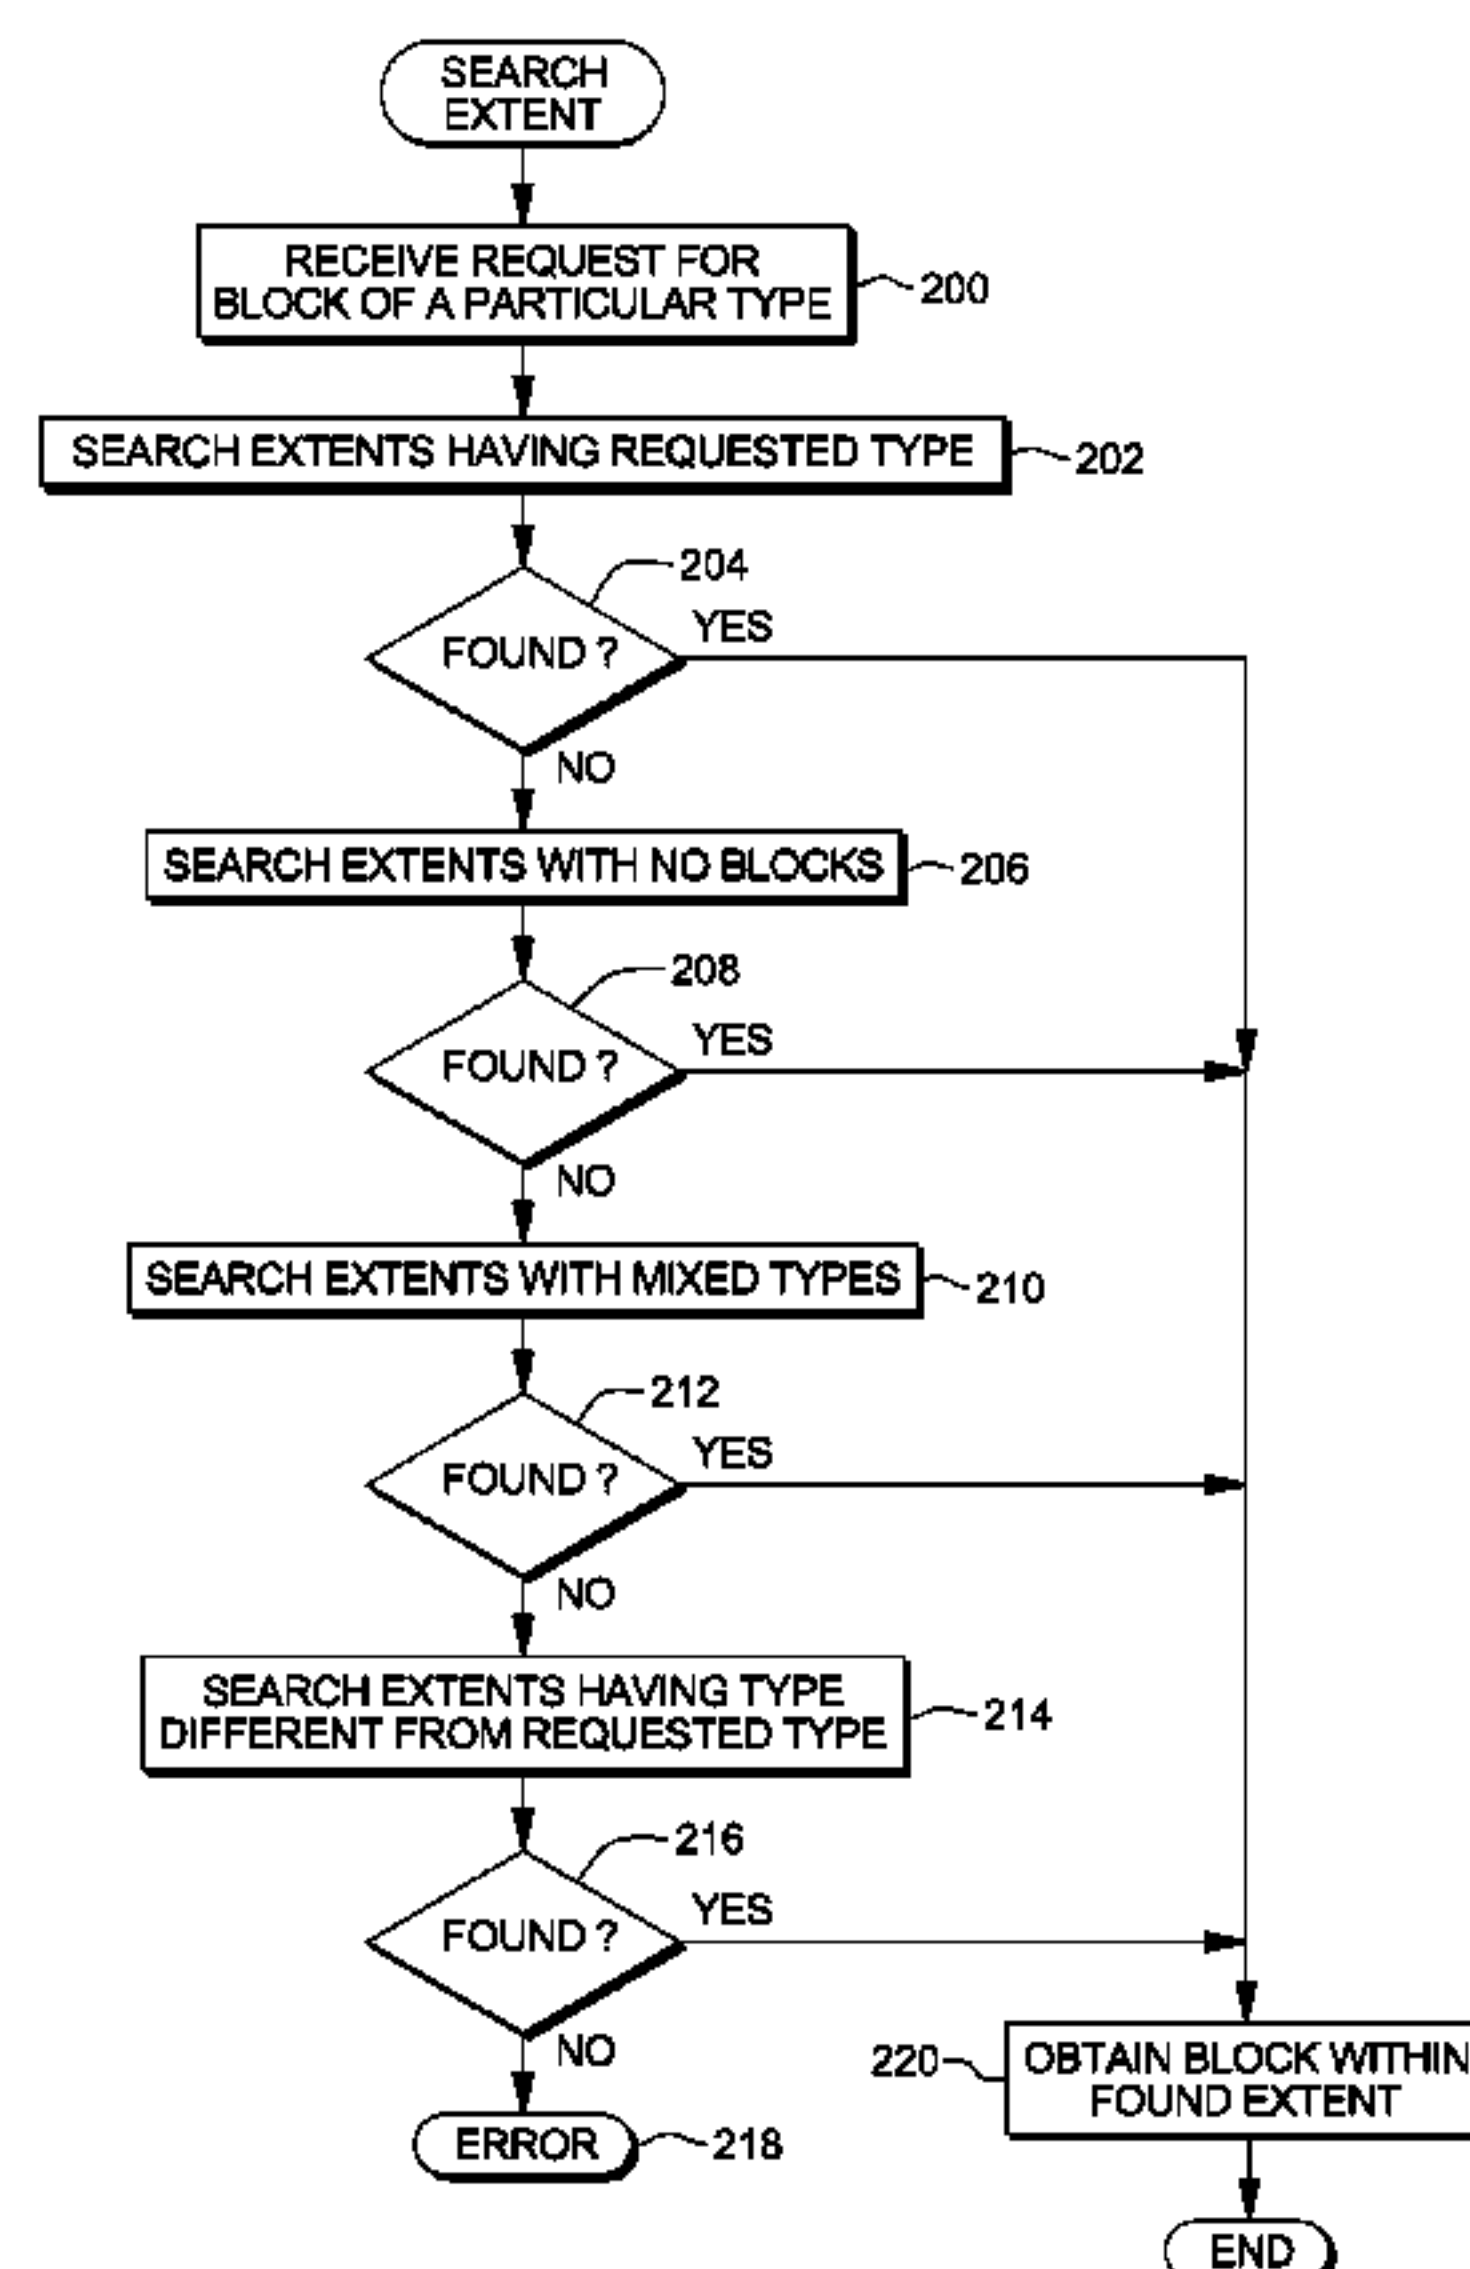 SEARCH
EXTENT
RECEIVE REQUEST FOR
BLOCK OF A PARTICULAR TYPE
200
SEARCH EXTENTS HAVING REQUESTED TYPE
202
204
FOUND ?
YES
NO
SEARCH EXTENTS WITH NO BLOCKS
206
208
FOUND ?
YES
NO
SEARCH EXTENTS WITH MIXED TYPES
210
212
FOUND ?
YES
NO
SEARCH EXTENTS HAVING TYPE
DIFFERENT FROM REQUESTED TYPE
214
216
FOUND ?
YES
NO
220
OBTAIN BLOCK WITHIN
FOUND EXTENT
ERROR
218
END